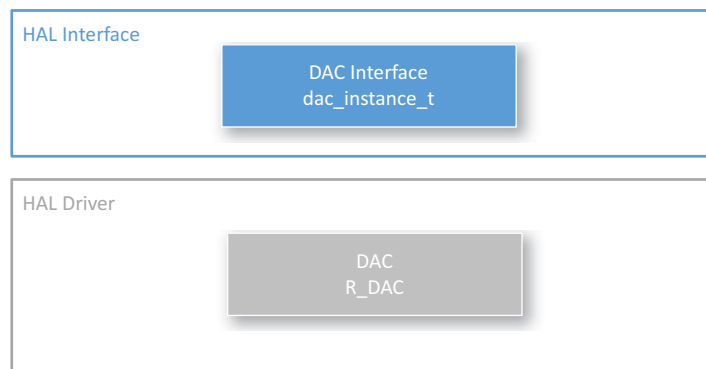 HAL Interface
DAC Interface
dac_instance_t
HAL Driver
DAC
R_DAC